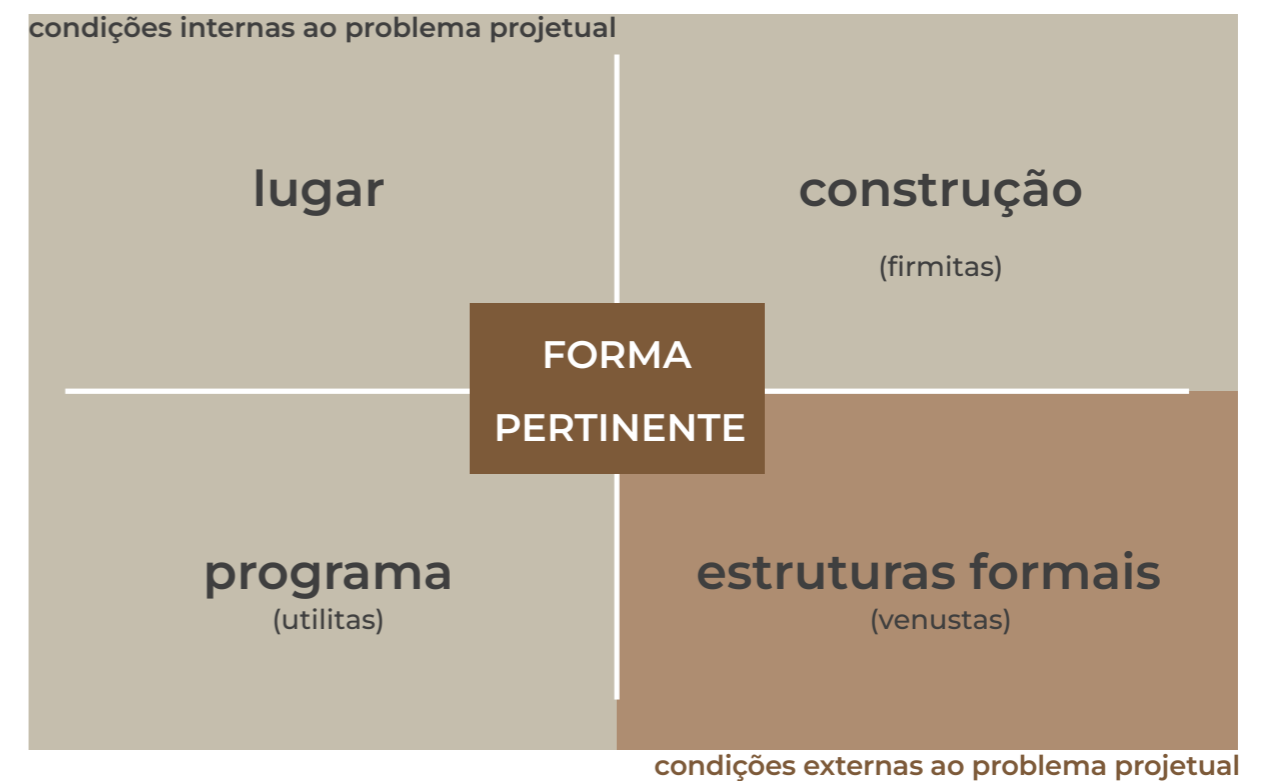 condições internas ao problema projetual
lugar
construção
(firmitas)
FORMA
PERTINENTE
programa
(utilitas)
estruturas formais
(venustas)
condições externas ao problema projetual